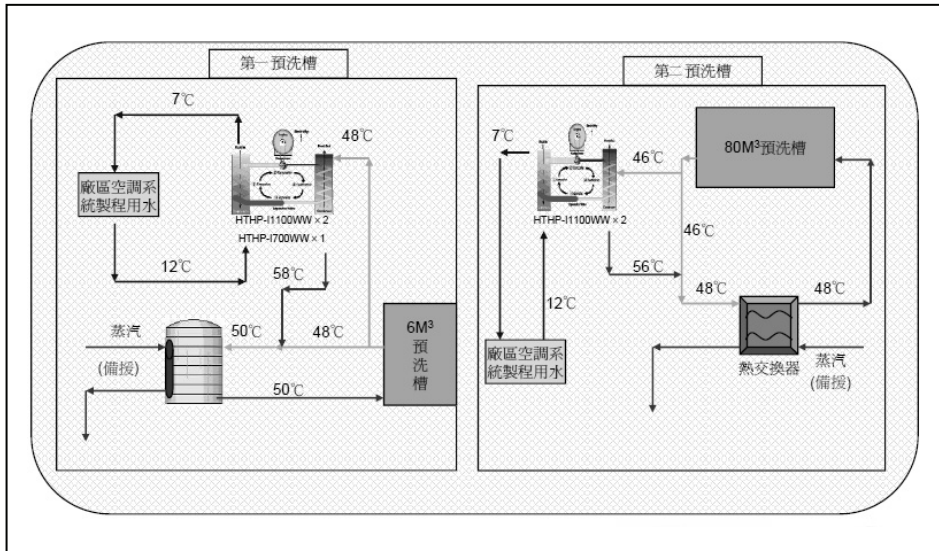 第一預洗槽
7℃
48℃
廠區空調系
統製程用水
HTHP-I1100WW × 2
HTHP-I700WW × 1
12℃
58℃
蒸汽
(備援)
50℃
48℃
6M³
預
洗
槽
50℃
第二預洗槽
7℃
46℃
80M³預洗槽
HTHP-I1100WW × 2
46℃
56℃
12℃
48℃
48℃
廠區空調系
統製程用水
熱交換器
蒸汽
(備援)